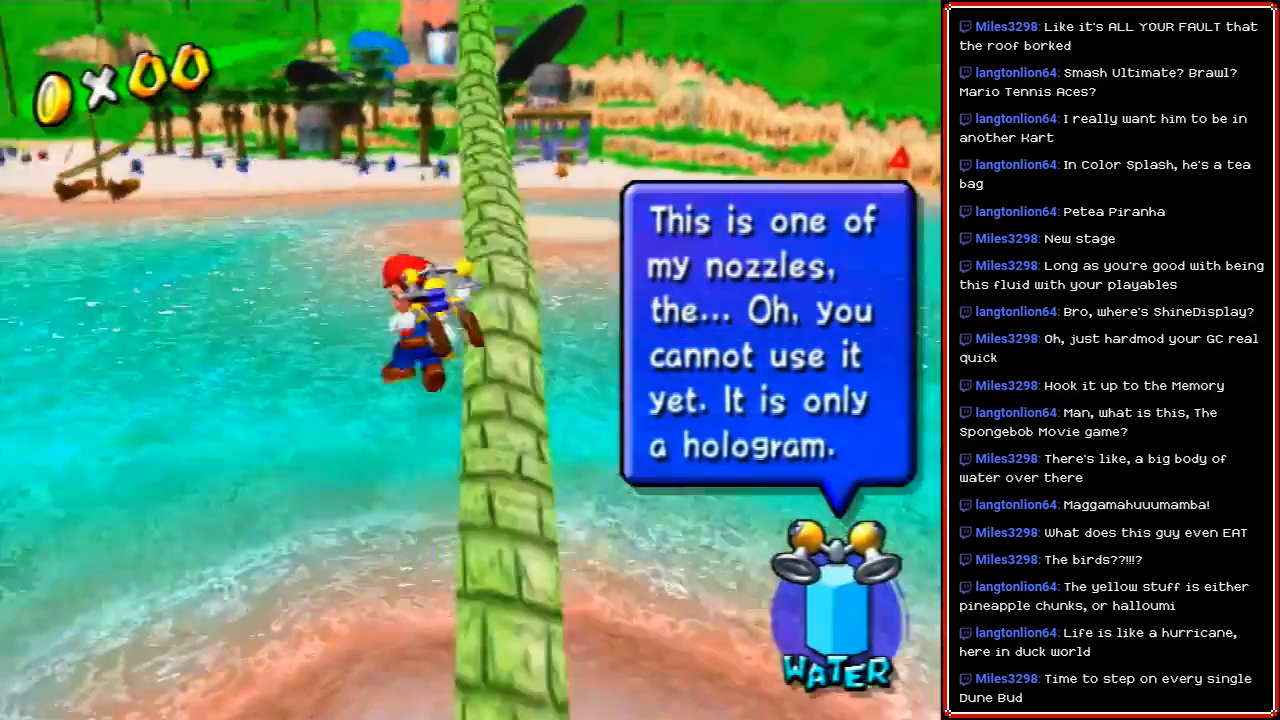 0×00
This is one of
my nozzles,
the... Oh, you
cannot use it
yet. It is only
a hologram.
WATER
Miles3298: Like it's ALL YOUR FAULT that
the roof borked
langtonlion64: Smash Ultimate? Brawl?
Mario Tennis Aces?
langtonlion64: I really want him to be in
another Kart
langtonlion64: In Color Splash, he's a tea
bag
langtonlion64: Petea Piranha
Miles3298: New stage
Miles3298: Long as you're good with being
this fluid with your playables
langtonlion64: Bro, where's ShineDisplay?
Miles3298: Oh, just hardmod your GC real
quick
Miles3298: Hook it up to the Memory
langtonlion64: Man, what is this, The
Spongebob Movie game?
Miles3298: There's like, a big body of
water over there
langtonlion64: Maggamahuuumamba!
Miles3298: What does this guy even EAT
Miles3298: The birds??!!!?
langtonlion64: The yellow stuff is either
pineapple chunks, or halloumi
langtonlion64: Life is like a hurricane,
here in duck world
Miles3298: Time to step on every single
Dune Bud